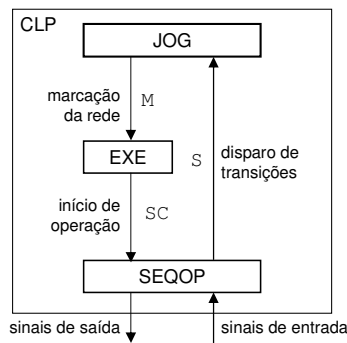 CLP
JOG
marcação
da rede
M
EXE
S
disparo de
transições
início de
operação
SC
SEQOP
sinais de saída
sinais de entrada